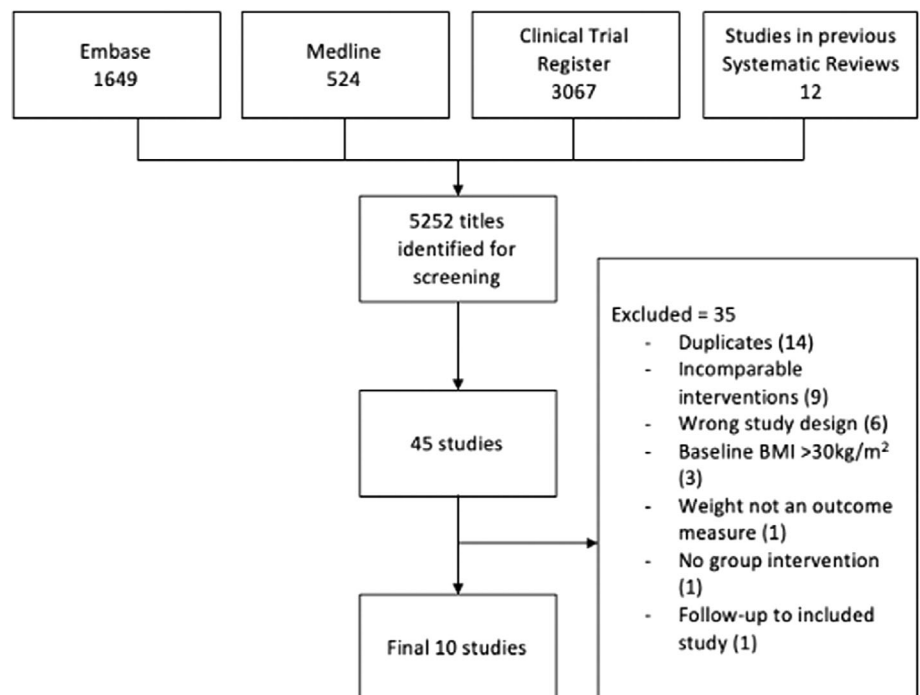 Embase
1649
Medline
524
Clinical Trial
Register
3067
Studies in previous
Systematic Reviews
12
5252 titles
identified for
screening
45 studies
Excluded = 35
- Duplicates (14)
- Incomparable
interventions (9)
- Wrong study design (6)
- Baseline BMI >30kg/m²
(3)
- Weight not an outcome
measure (1)
- No group intervention
(1)
- Follow-up to included
study (1)
Final 10 studies